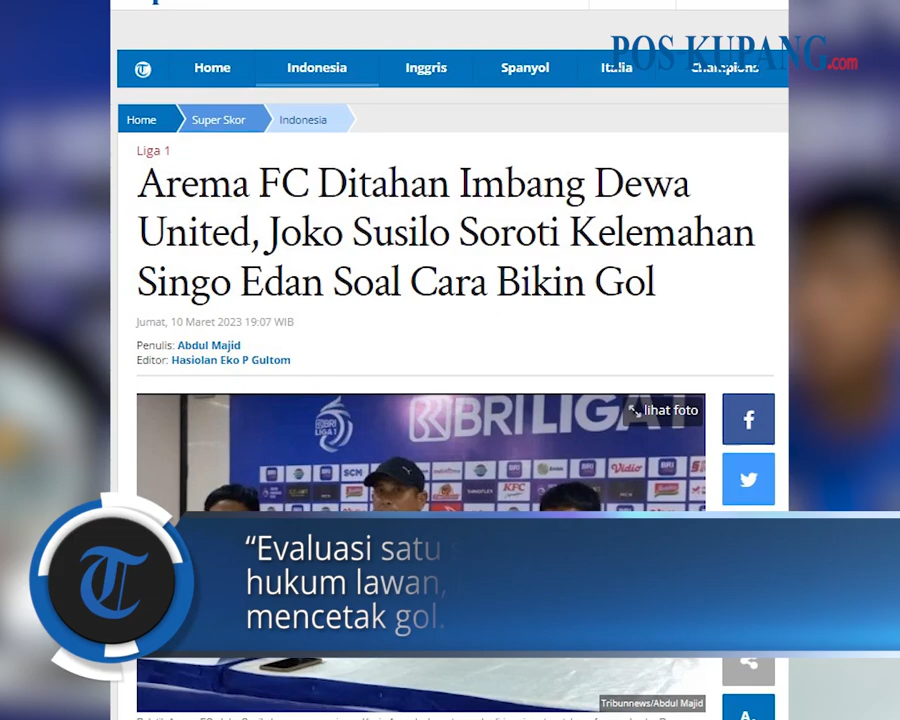 POS-KUPANG.com
Home Indonesia Inggris Spanyol Italia Champions
Home Super Skor Indonesia
Liga 1
Arema FC Ditahan Imbang Dewa
United, Joko Susilo Soroti Kelemahan
Singo Edan Soal Cara Bikin Gol
Jumat, 10 Maret 2023 19:07 WIB
Penulis: Abdul Majid
Editor: Hasiolan Eko P Gultom
lihat foto
BRI LIGA 1
SCM
Vidio
KFC
“Evaluasi satu
hukum lawan,
mencetak gol.
Tribunnews/Abdul Majid